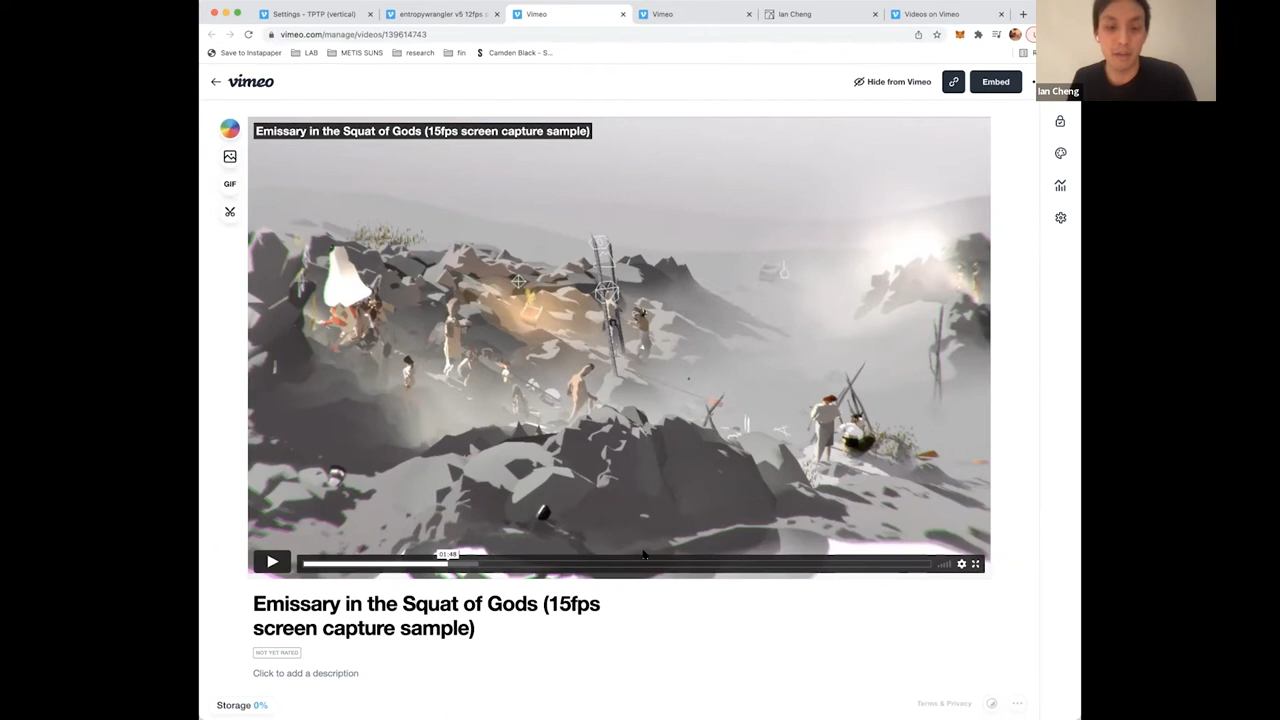 Settings - TPTP (vertical)
entropywrangler v5 12fps s
Vimeo
Vimeo
Ian Cheng
Videos on Vimeo
vimeo.com/manage/videos/139614743
Save to Instapaper
LAB
METIS SUNS
research
fin
Camden Black - S...
Ian Cheng
vimeo
Hide from Vimeo
Embed
Emissary in the Squat of Gods (15fps screen capture sample)
GIF
01:48
Emissary in the Squat of Gods (15fps
screen capture sample)
NOT YET RATED
Click to add a description
Storage 0%
Terms & Privacy